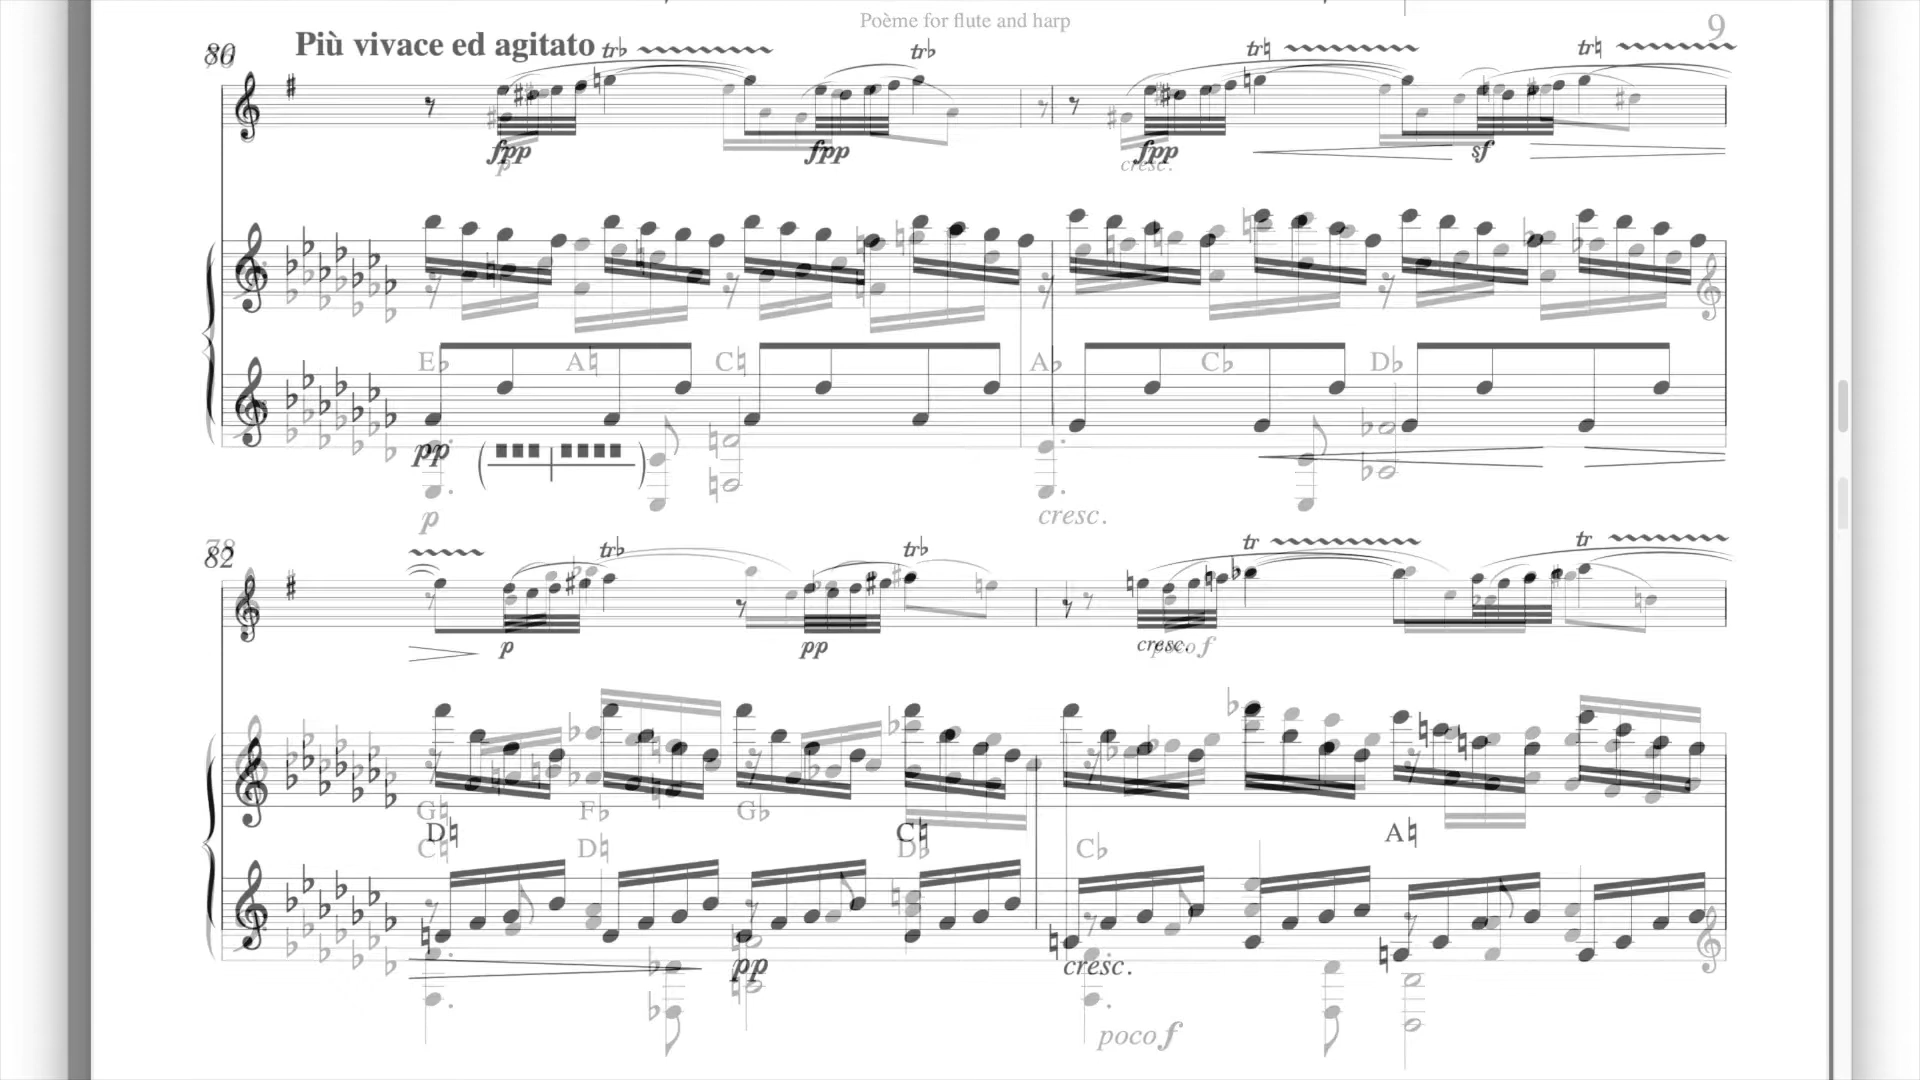 Poème for flute and harp
9
80
Più vivace ed agitato
tr♭ tr♭ tr♮ tr♮
fpp fpp fpp sf
p cresc.
E♭ A♮ C♮ A♭ C♭ D♭
pp
p cresc.
78
82
tr♭ tr♭ tr tr
p pp cresc. poco f
G♮ F♭ G♭
D♮ C♮ A♮
C♮ D♮ D♭ C♭
pp cresc.
poco f